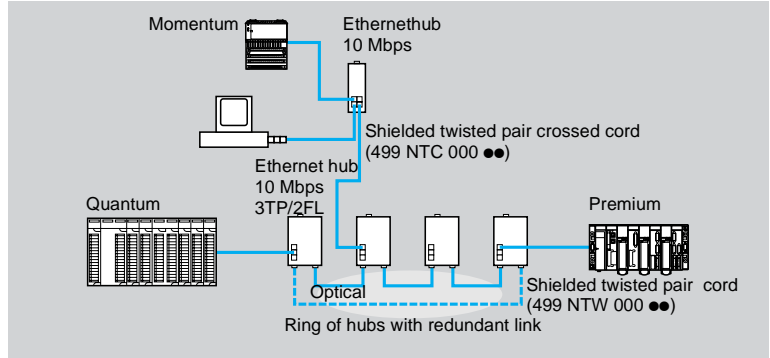 Momentum
Ethernethub
10 Mbps
Shielded twisted pair crossed cord
(499 NTC 000 ●●)
Ethernet hub
10 Mbps
3TP/2FL
Quantum
Premium
Optical
Shielded twisted pair cord
(499 NTW 000 ●●)
Ring of hubs with redundant link